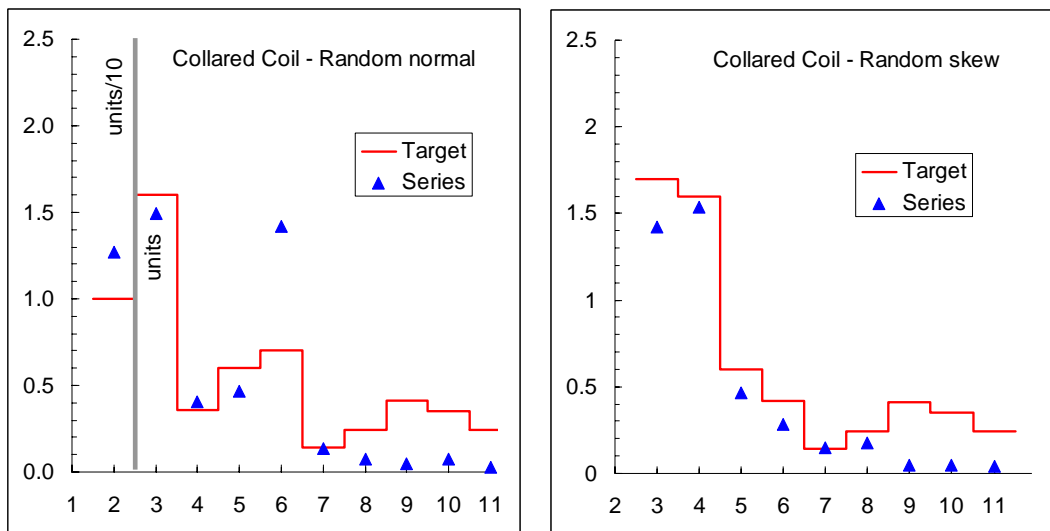 Collared Coil - Random normal
2.5
2.0
1.5
1.0
0.5
0.0
units/10
units
Target
Series
1 2 3 4 5 6 7 8 9 10 11
Collared Coil - Random skew
2.5
2
1.5
1
0.5
0
Target
Series
2 3 4 5 6 7 8 9 10 11